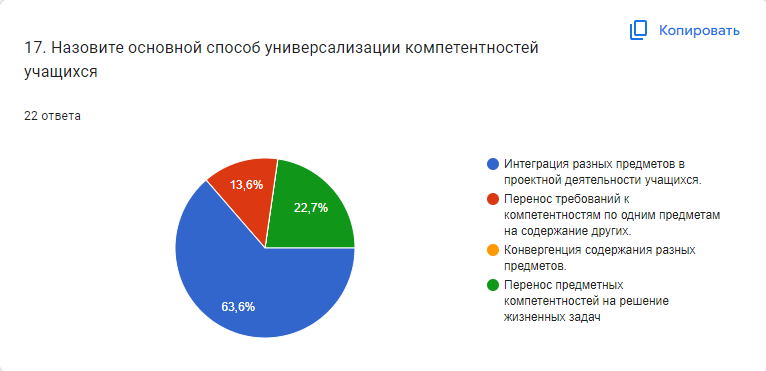 Копировать
17. Назовите основной способ универсализации компетентностей
учащихся
22 ответа
13,6%
22,7%
63,6%
Интеграция разных предметов в
проектной деятельности учащихся.
Перенос требований к
компетентностям по одним предметам
на содержание других.
Конвергенция содержания разных
предметов.
Перенос предметных
компетентностей на решение
жизненных задач